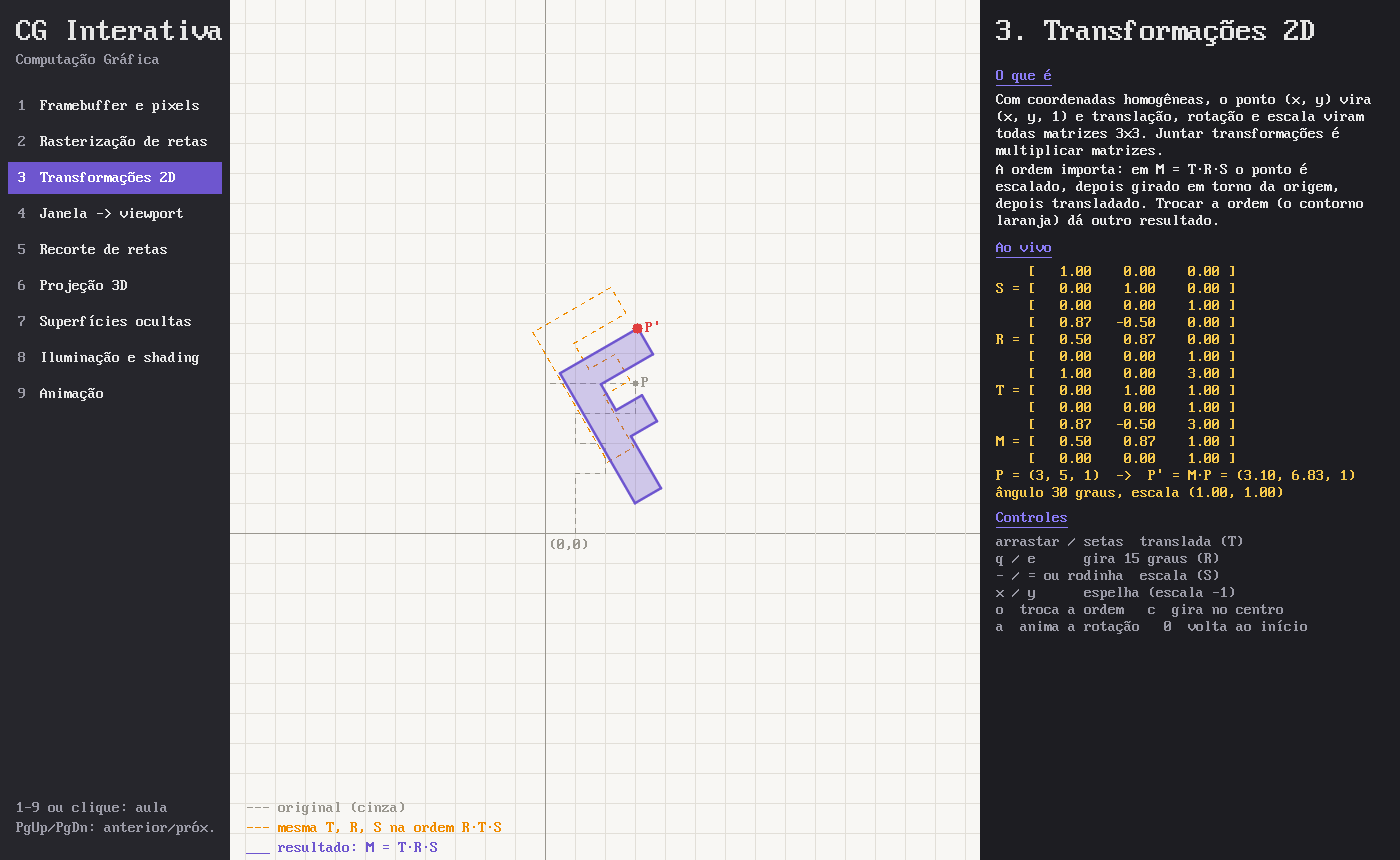 CG Interativa
Computação Gráfica
1 Framebuffer e pixels
2 Rasterização de retas
3 Transformações 2D
4 Janela -> viewport
5 Recorte de retas
6 Projeção 3D
7 Superfícies ocultas
8 Iluminação e shading
9 Animação
1-9 ou clique: aula
PgUp/PgDn: anterior/próx.
P'
P
(0,0)
--- original (cinza)
--- mesma T, R, S na ordem R·T·S
___ resultado: M = T·R·S
3. Transformações 2D
O que é
Com coordenadas homogêneas, o ponto (x, y) vira
(x, y, 1) e translação, rotação e escala viram
todas matrizes 3x3. Juntar transformações é
multiplicar matrizes.
A ordem importa: em M = T·R·S o ponto é
escalado, depois girado em torno da origem,
depois transladado. Trocar a ordem (o contorno
laranja) dá outro resultado.
Ao vivo
[ 1.00 0.00 0.00 ]
S = [ 0.00 1.00 0.00 ]
[ 0.00 0.00 1.00 ]
[ 0.87 -0.50 0.00 ]
R = [ 0.50 0.87 0.00 ]
[ 0.00 0.00 1.00 ]
[ 1.00 0.00 3.00 ]
T = [ 0.00 1.00 1.00 ]
[ 0.00 0.00 1.00 ]
[ 0.87 -0.50 3.00 ]
M = [ 0.50 0.87 1.00 ]
[ 0.00 0.00 1.00 ]
P = (3, 5, 1) -> P' = M·P = (3.10, 6.83, 1)
ângulo 30 graus, escala (1.00, 1.00)
Controles
arrastar / setas translada (T)
q / e gira 15 graus (R)
- / = ou rodinha escala (S)
x / y espelha (escala -1)
o troca a ordem c gira no centro
a anima a rotação 0 volta ao início